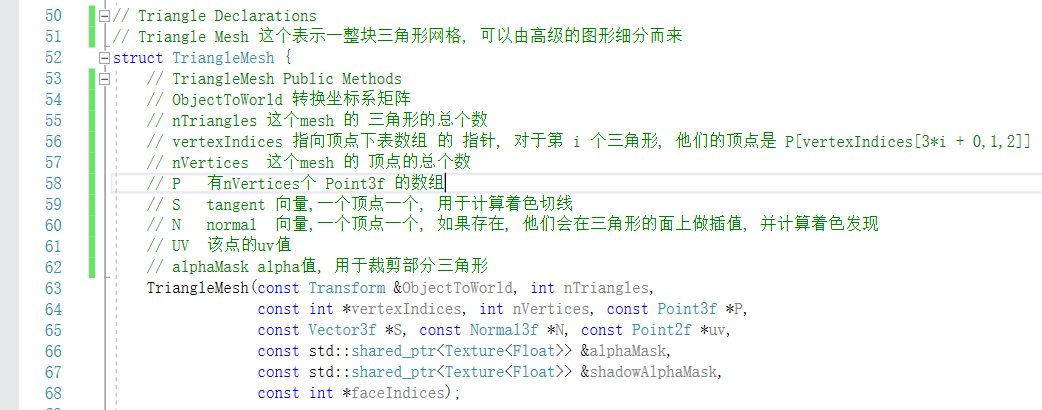 50 // Triangle Declarations
51 // Triangle Mesh 这个表示一整块三角形网格, 可以由高级的图形细分而来
52 struct TriangleMesh {
53 // TriangleMesh Public Methods
54 // ObjectToWorld 转换坐标系矩阵
55 // nTriangles 这个mesh 的 三角形的总个数
56 // vertexIndices 指向顶点下表数组 的 指针, 对于第 i 个三角形, 他们的顶点是 P[vertexIndices[3*i + 0,1,2]]
57 // nVertices 这个mesh 的 顶点的总个数
58 // P 有nVertices个 Point3f 的数组
59 // S tangent 向量,一个顶点一个, 用于计算着色切线
60 // N normal 向量,一个顶点一个, 如果存在, 他们会在三角形的面上做插值, 并计算着色发现
61 // UV 该点的uv值
62 // alphaMask alpha值, 用于裁剪部分三角形
63 TriangleMesh(const Transform &ObjectToWorld, int nTriangles,
64 const int *vertexIndices, int nVertices, const Point3f *P,
65 const Vector3f *S, const Normal3f *N, const Point2f *uv,
66 const std::shared_ptr<Texture<Float>> &alphaMask,
67 const std::shared_ptr<Texture<Float>> &shadowAlphaMask,
68 const int *faceIndices);